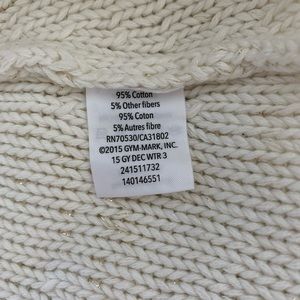 95% Cotton
5% Other fibers
95% Coton
5% Autres fibre
RN70530/CA31802
©2015 GYM-MARK, INC.
15 GY DEC WTR 3
241511732
140146551